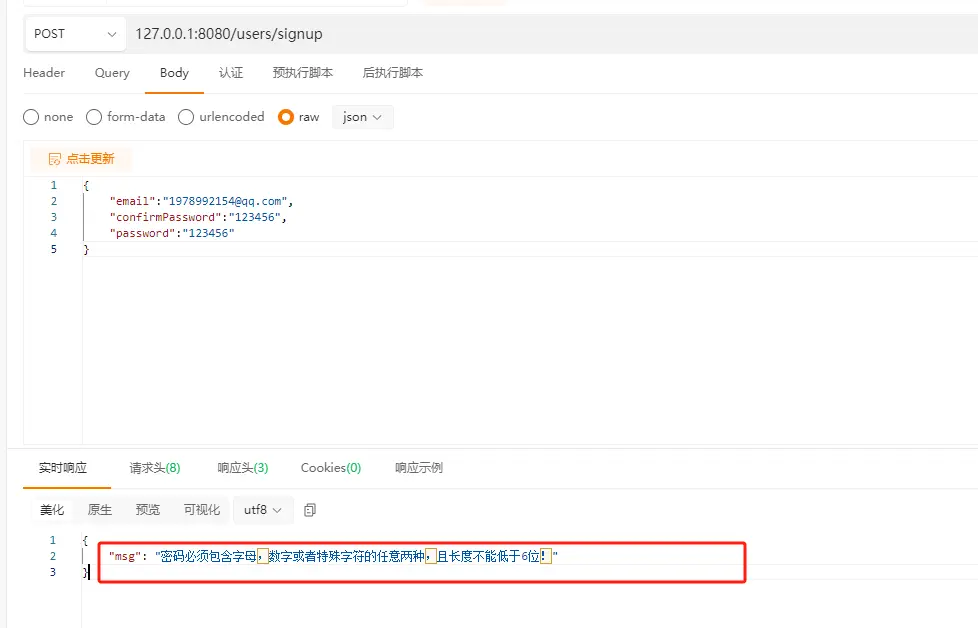 POST 127.0.0.1:8080/users/signup
Header Query Body 认证 预执行脚本 后执行脚本
none form-data urlencoded raw json
点击更新
1 {
2 "email":"1978992154@qq.com",
3 "confirmPassword":"123456",
4 "password":"123456"
5 }
实时响应 请求头(8) 响应头(3) Cookies(0) 响应示例
美化 原生 预览 可视化 utf8
1 {
2 "msg": "密码必须包含字母，数字或者特殊字符的任意两种，且长度不能低于6位！"
3 }